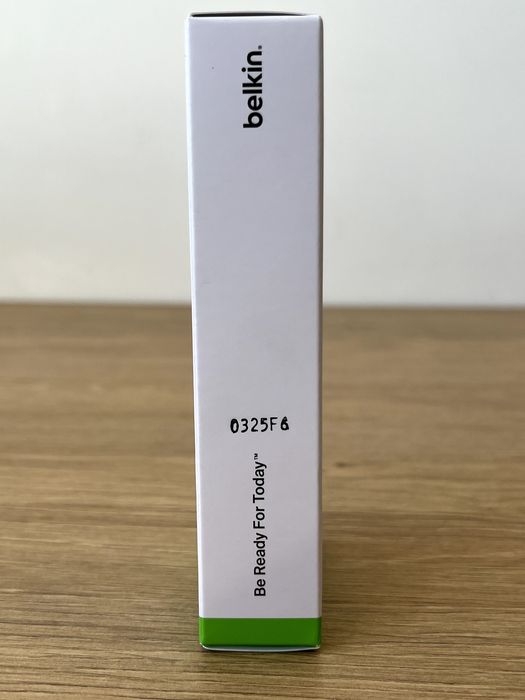 belkin.
0325F6
Be Ready For Today™